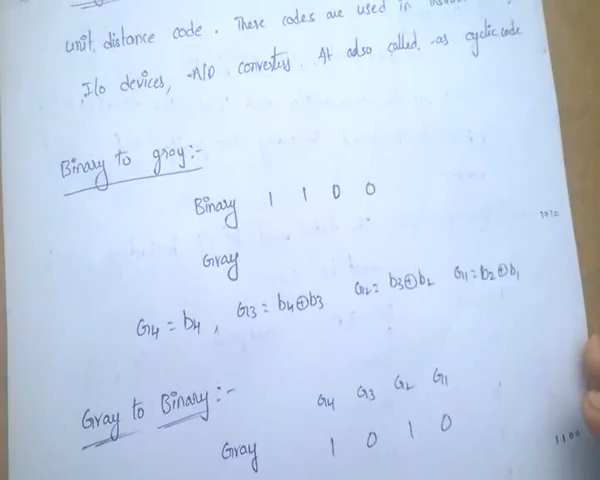 unit distance code. These codes are used in
I/o devices, A/D converters. It also called as cyclic code
Binary to gray:-
Binary 1 1 0 0
1010
Gray
G4 = b4, G3 = b4⊕b3 G2 = b3⊕b2 G1 = b2⊕b1
Gray to Binary:-
G4 G3 G2 G1
Gray 1 0 1 0
1100